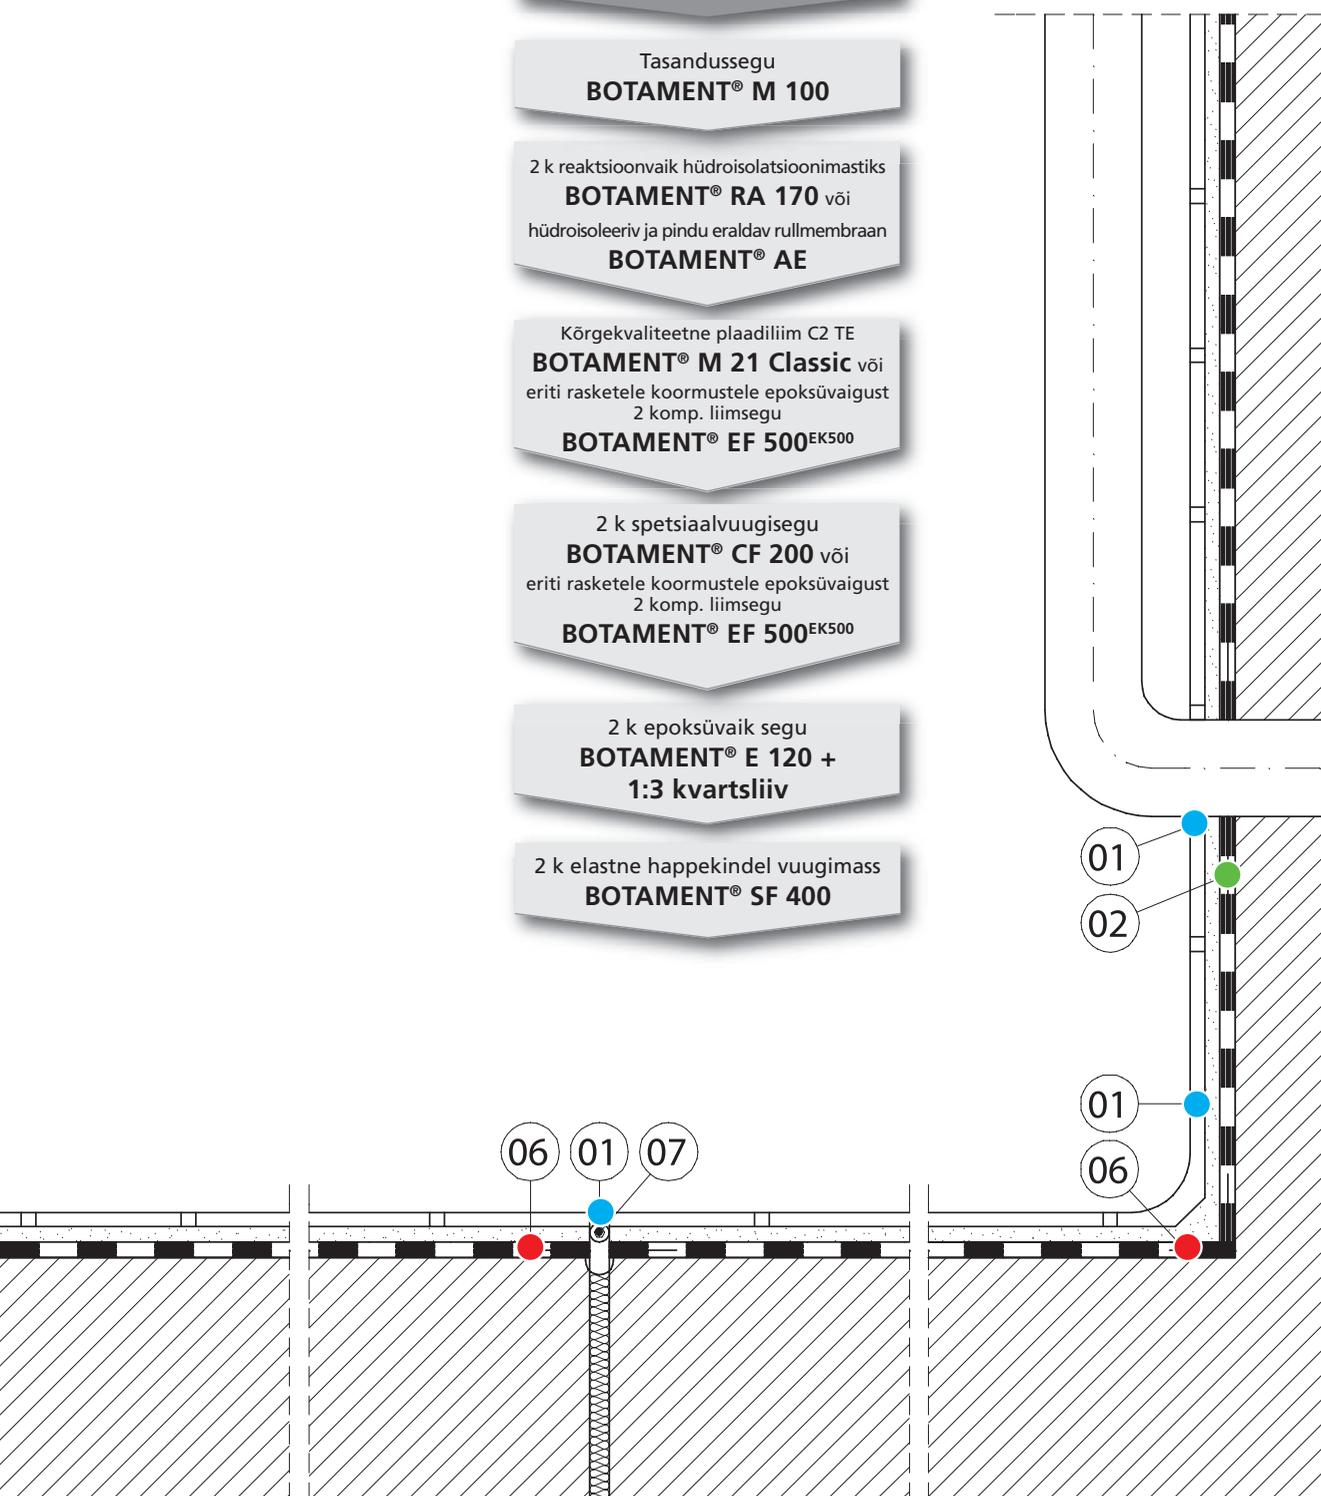 Tasandussegu
BOTAMENT® M 100
2 k reaktsioonvaik hüdroisolatsioonimastiks
BOTAMENT® RA 170 või
hüdroisoleeriv ja pindu eraldav rullmembraan
BOTAMENT® AE
Kõrgekvaliteetne plaadiliim C2 TE
BOTAMENT® M 21 Classic või
eriti rasketele koormustele epoksüvaigust
2 komp. liimsegu
BOTAMENT® EF 500EK500
2 k spetsiaalvuugisegu
BOTAMENT® CF 200 või
eriti rasketele koormustele epoksüvaigust
2 komp. liimsegu
BOTAMENT® EF 500EK500
2 k epoksüvaik segu
BOTAMENT® E 120 +
1:3 kvartsliiv
2 k elastne happekindel vuugimass
BOTAMENT® SF 400
01
02
01
06
06 01 07